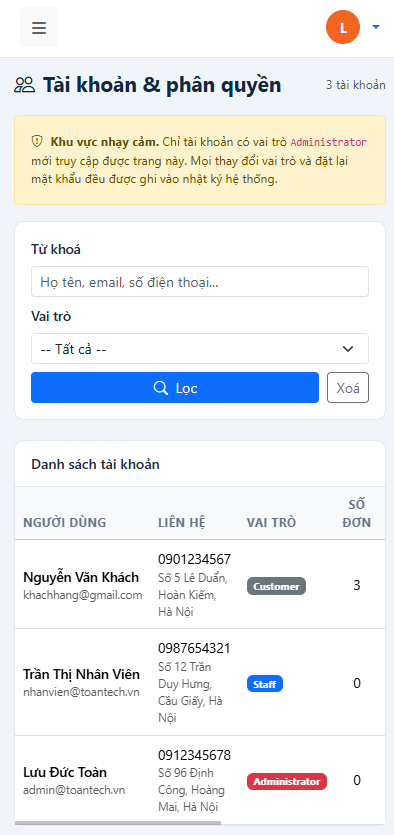 L
Tài khoản & phân quyền
3 tài khoản
Khu vực nhạy cảm. Chỉ tài khoản có vai trò Administrator
mới truy cập được trang này. Mọi thay đổi vai trò và đặt lại
mật khẩu đều được ghi vào nhật ký hệ thống.
Từ khoá
Họ tên, email, số điện thoại...
Vai trò
-- Tất cả --
Lọc
Xoá
Danh sách tài khoản
NGƯỜI DÙNG LIÊN HỆ VAI TRÒ SỐ
ĐƠN
Nguyễn Văn Khách
khachhang@gmail.com
0901234567
Số 5 Lê Duẩn,
Hoàn Kiếm,
Hà Nội
Customer
3
Trần Thị Nhân Viên
nhanvien@toantech.vn
0987654321
Số 12 Trần
Duy Hưng,
Cầu Giấy, Hà
Nội
Staff
0
Lưu Đức Toàn
admin@toantech.vn
0912345678
Số 96 Định
Công, Hoàng
Mai, Hà Nội
Administrator
0